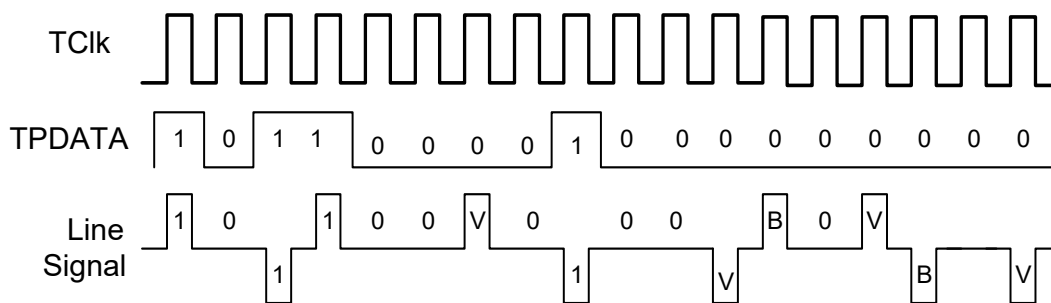 TClk
TPDATA 1 0 1 1 0 0 0 0 1 0 0 0 0 0 0 0 0 0
Line 1 0 1 0 0 V 0 0 0 B 0 V
Signal 1 1 V B V